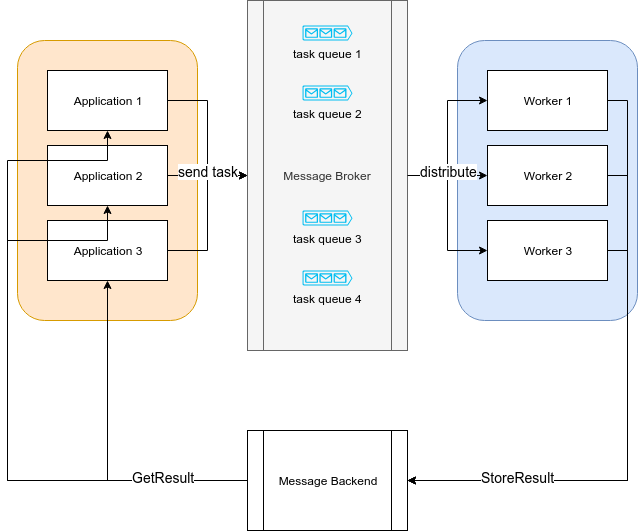 task queue 1
task queue 2
Application 1
Worker 1
Application 2
send task
Message Broker
distribute
Worker 2
Application 3
task queue 3
Worker 3
task queue 4
GetResult
Message Backend
StoreResult